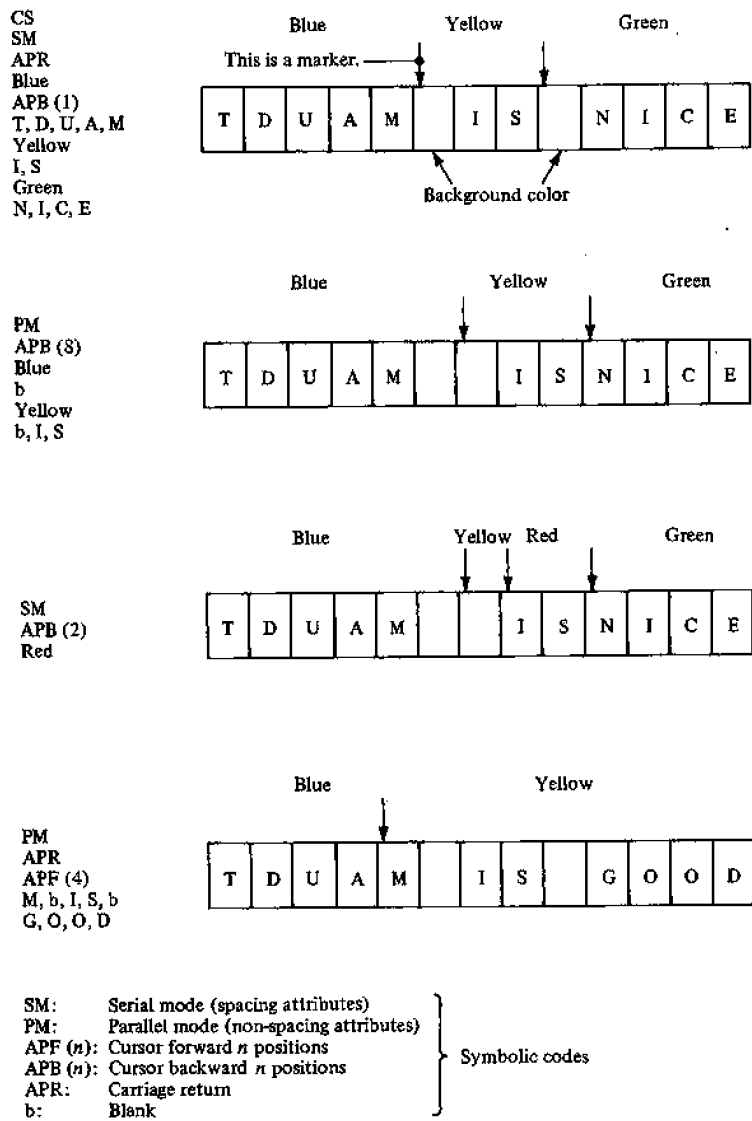 CS
SM
APR
Blue
APB (1)
T, D, U, A, M
Yellow
I, S
Green
N, I, C, E
Blue Yellow Green
This is a marker.
T D U A M I S N I C E
Background color
PM
APB (8)
Blue
b
Yellow
b, I, S
Blue Yellow Green
T D U A M I S N 1 C E
SM
APB (2)
Red
Blue Yellow Red Green
T D U A M I S N I C E
PM
APR
APF (4)
M, b, I, S, b
G, O, O, D
Blue Yellow
T D U A M I S G O O D
SM: Serial mode (spacing attributes)
PM: Parallel mode (non-spacing attributes)
APF (n): Cursor forward n positions
APB (n): Cursor backward n positions
APR: Carriage return
b: Blank
Symbolic codes